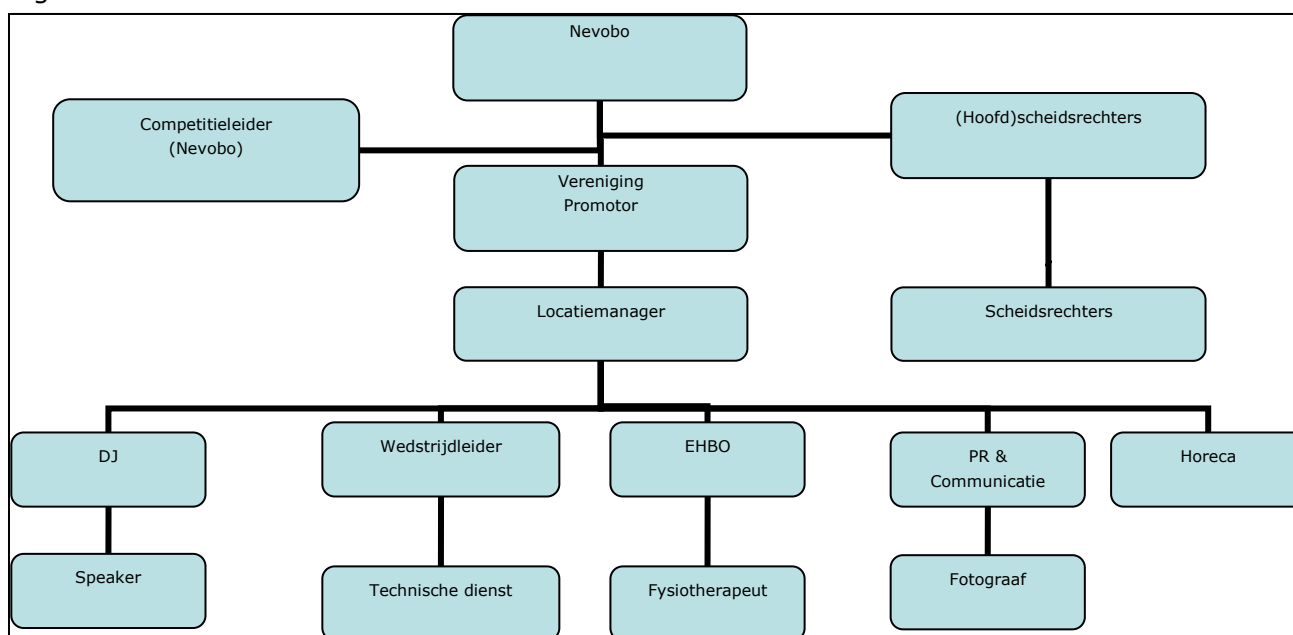 Nevobo
Competitieleider
(Nevobo)
(Hoofd)scheidsrechters
Vereniging
Promotor
Locatiemanager
Scheidsrechters
DJ
Wedstrijdleider
EHBO
PR &
Communicatie
Horeca
Speaker
Technische dienst
Fysiotherapeut
Fotograaf